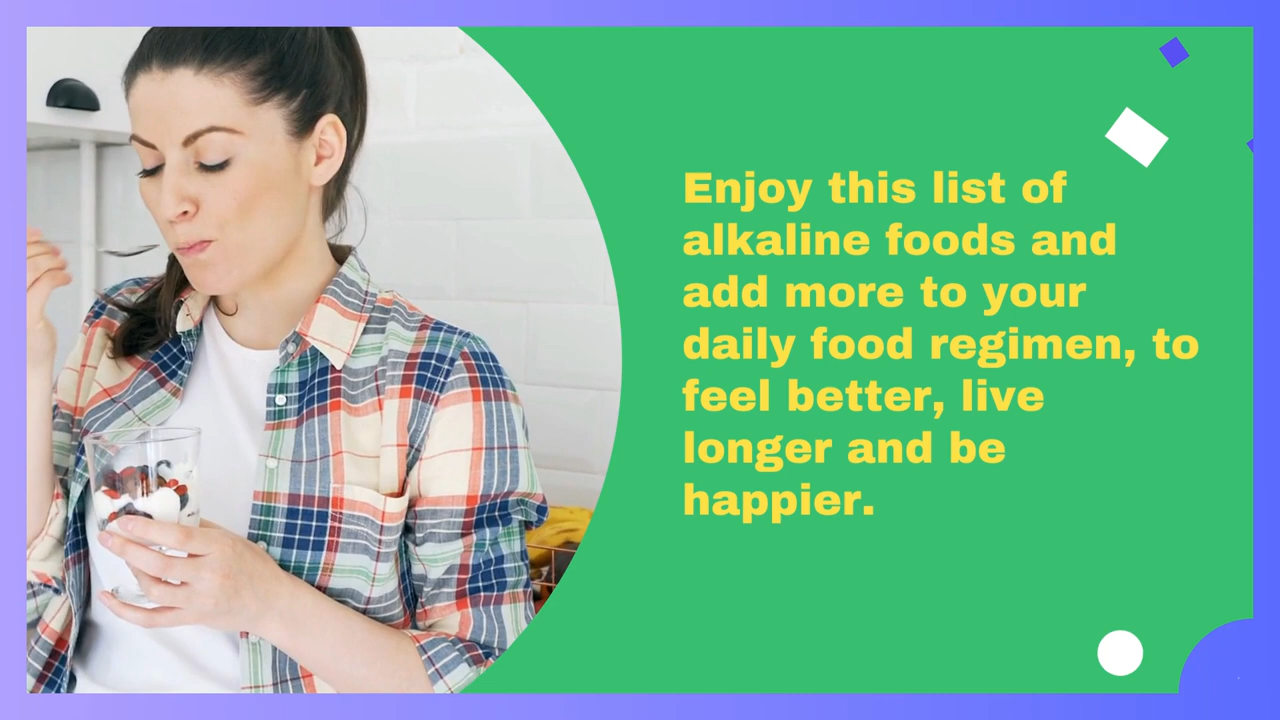 Enjoy this list of
alkaline foods and
add more to your
daily food regimen, to
feel better, live
longer and be
happier.